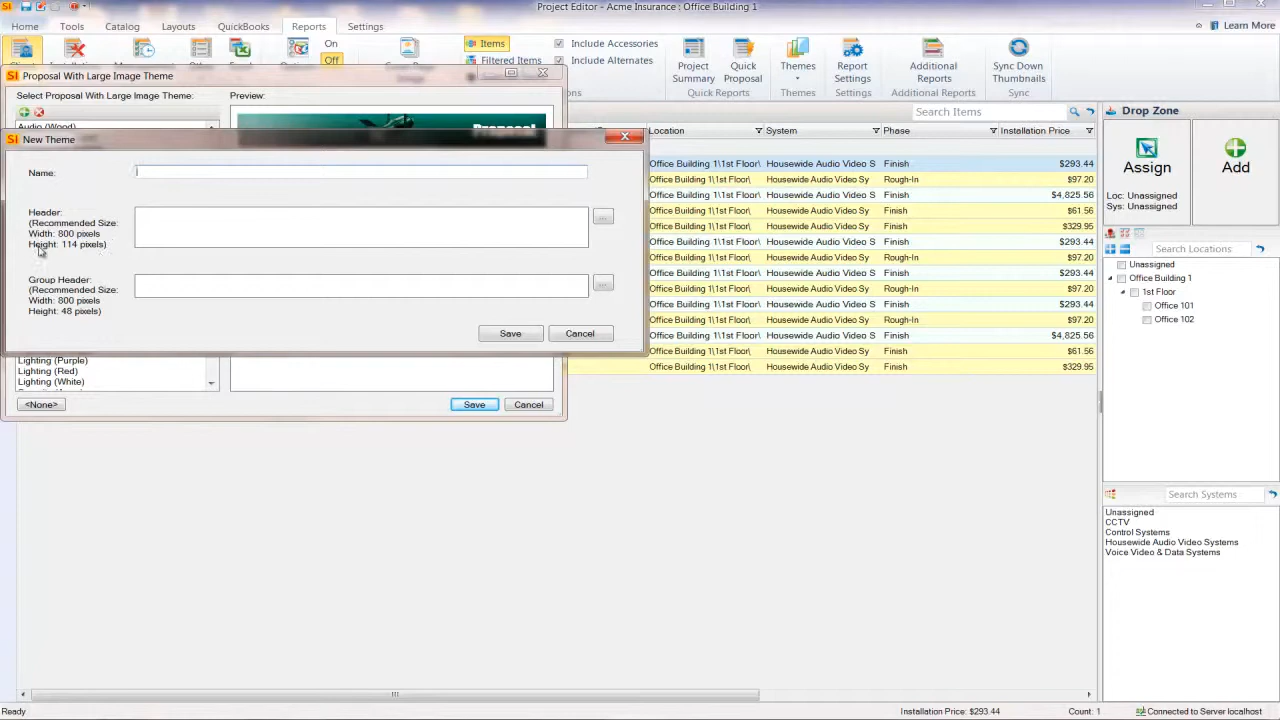 SI
Project Editor - Acme Insurance : Office Building 1
Home
Tools
Catalog
Layouts
QuickBooks
Reports
Settings
Learn More
On
Off
Items
Filtered Items
Include Accessories
Include Alternates
Project Summary
Quick Proposal
Quick Reports
Themes
Themes
Report Settings
Settings
Additional Reports
Additional Reports
Sync Down Thumbnails
Sync
SI Proposal With Large Image Theme
Select Proposal With Large Image Theme:
Preview:
Audio (Wood)
Proposal
SI New Theme
Name:
Header:
(Recommended Size:
Width: 800 pixels
Height: 114 pixels)
...
Group Header:
(Recommended Size:
Width: 800 pixels
Height: 48 pixels)
...
Save
Cancel
Lighting (Purple)
Lighting (Red)
Lighting (White)
<None>
Save
Cancel
Search Items
Location System Phase Installation Price
Office Building 1\1st Floor\ Housewide Audio Video S Finish $293.44
Office Building 1\1st Floor\ Housewide Audio Video Sy Rough-In $97.20
Office Building 1\1st Floor\ Housewide Audio Video S Finish $4,825.56
Office Building 1\1st Floor\ Housewide Audio Video Sy Finish $61.56
Office Building 1\1st Floor\ Housewide Audio Video Sy Finish $329.95
Office Building 1\1st Floor\ Housewide Audio Video S Finish $293.44
Office Building 1\1st Floor\ Housewide Audio Video Sy Rough-In $97.20
Office Building 1\1st Floor\ Housewide Audio Video S Finish $293.44
Office Building 1\1st Floor\ Housewide Audio Video Sy Rough-In $97.20
Office Building 1\1st Floor\ Housewide Audio Video S Finish $293.44
Office Building 1\1st Floor\ Housewide Audio Video Sy Rough-In $97.20
Office Building 1\1st Floor\ Housewide Audio Video S Finish $4,825.56
Office Building 1\1st Floor\ Housewide Audio Video Sy Finish $61.56
Office Building 1\1st Floor\ Housewide Audio Video Sy Finish $329.95
Drop Zone
Assign
Loc: Unassigned
Sys: Unassigned
Add
Search Locations
Unassigned
Office Building 1
1st Floor
Office 101
Office 102
Search Systems
Unassigned
CCTV
Control Systems
Housewide Audio Video Systems
Voice Video & Data Systems
Ready
Installation Price: $293.44
Count: 1
Connected to Server localhost